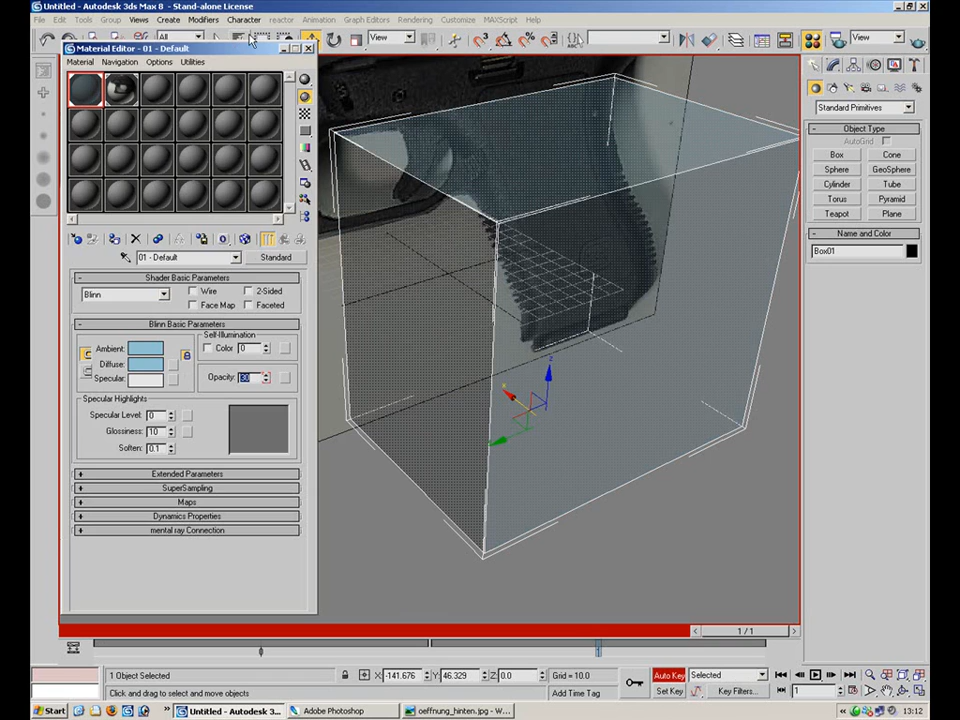 Untitled - Autodesk 3ds Max 8 - Stand-alone License
File Edit Tools Group Views Create Modifiers Character reactor Animation Graph Editors Rendering Customize MAXScript Help
All View View
Material Editor - 01 - Default
Material Navigation Options Utilities
01 - Default Standard
Shader Basic Parameters
Blinn Wire 2-Sided
Face Map Faceted
Blinn Basic Parameters
Self-Illumination
Ambient: Color 0
Diffuse:
Specular: Opacity: 30
Specular Highlights
Specular Level: 0
Glossiness: 10
Soften: 0.1
Extended Parameters
SuperSampling
Maps
Dynamics Properties
mental ray Connection
Standard Primitives
Object Type
AutoGrid
Box Cone
Sphere GeoSphere
Cylinder Tube
Torus Pyramid
Teapot Plane
Name and Color
Box01
z
1 / 1
1 Object Selected X: -141.676 Y: 46.329 Z: 0.0 Grid = 10.0 Auto Key Selected
Click and drag to select and move objects Add Time Tag Set Key Key Filters... 1
Start Untitled - Autodesk 3... Adobe Photoshop oeffnung_hinten.jpg - W... 13:12